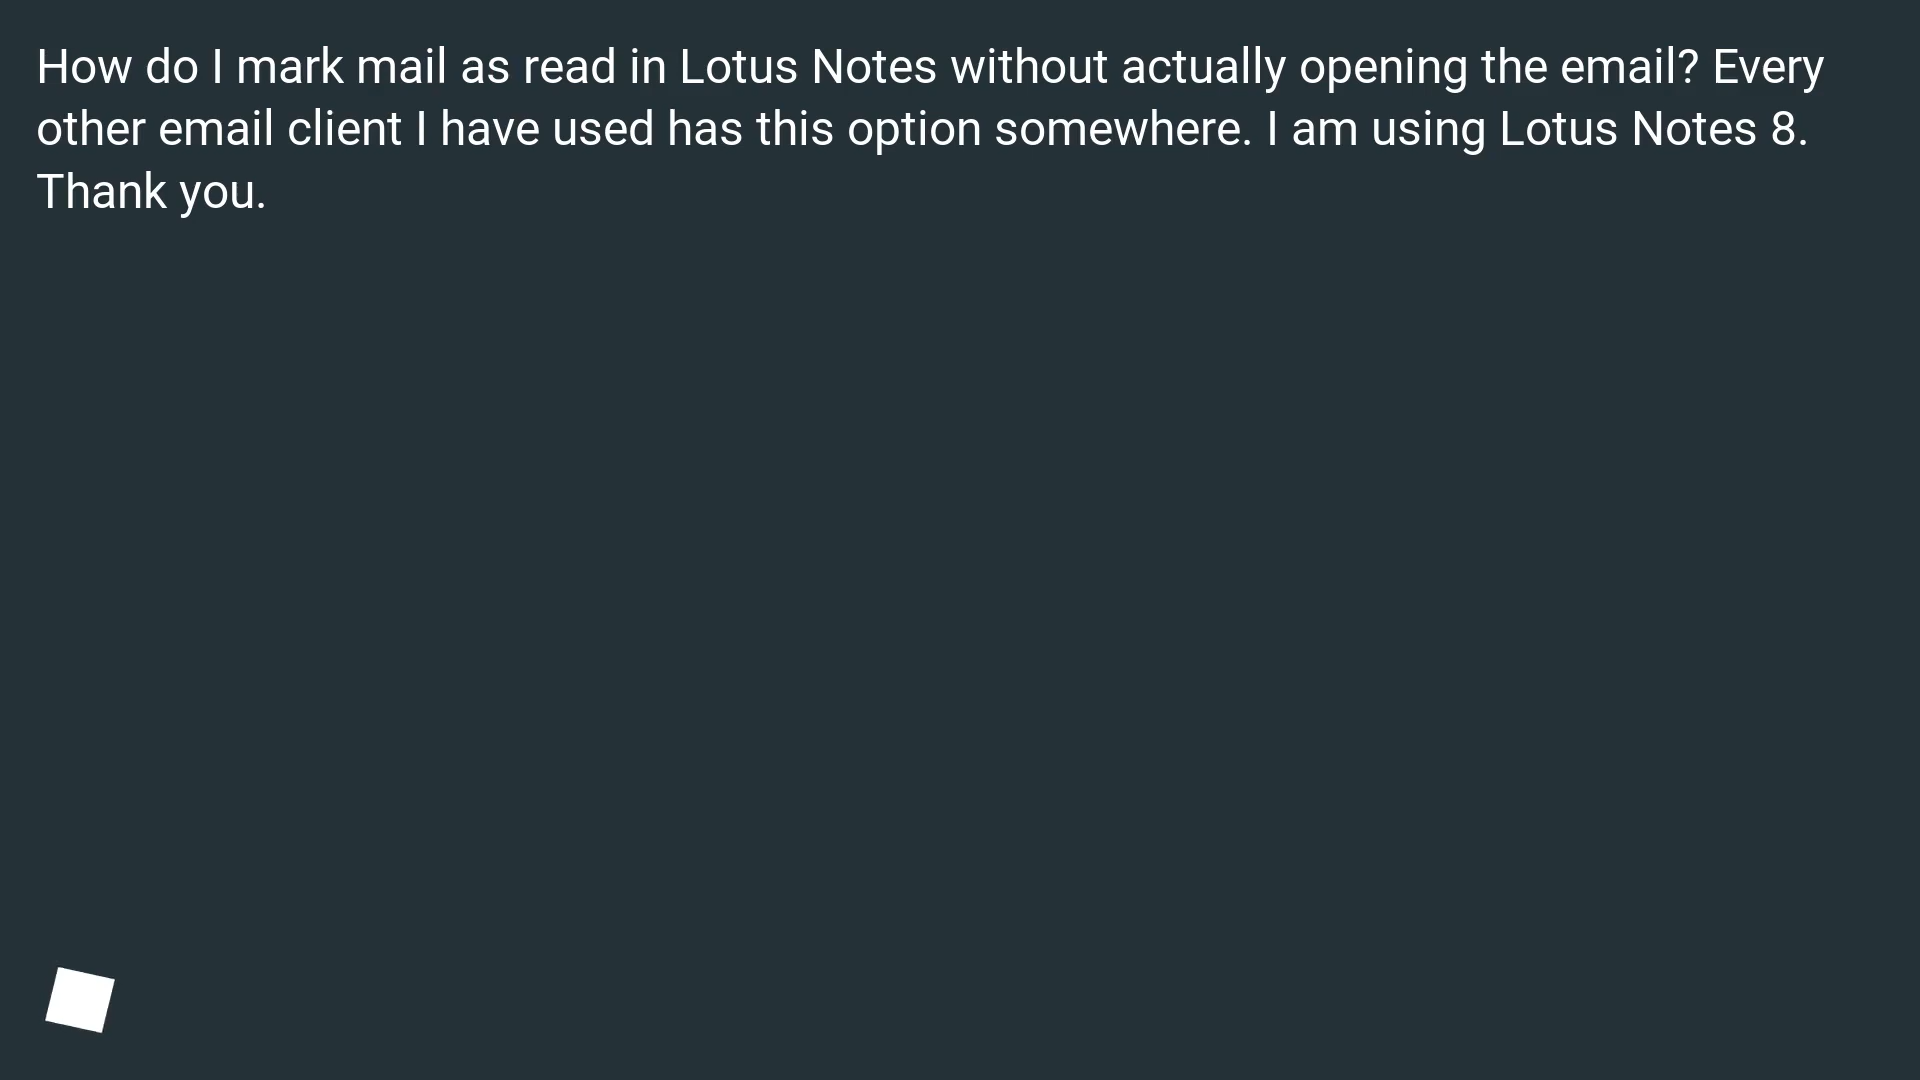 How do I mark mail as read in Lotus Notes without actually opening the email? Every
other email client I have used has this option somewhere. I am using Lotus Notes 8.
Thank you.